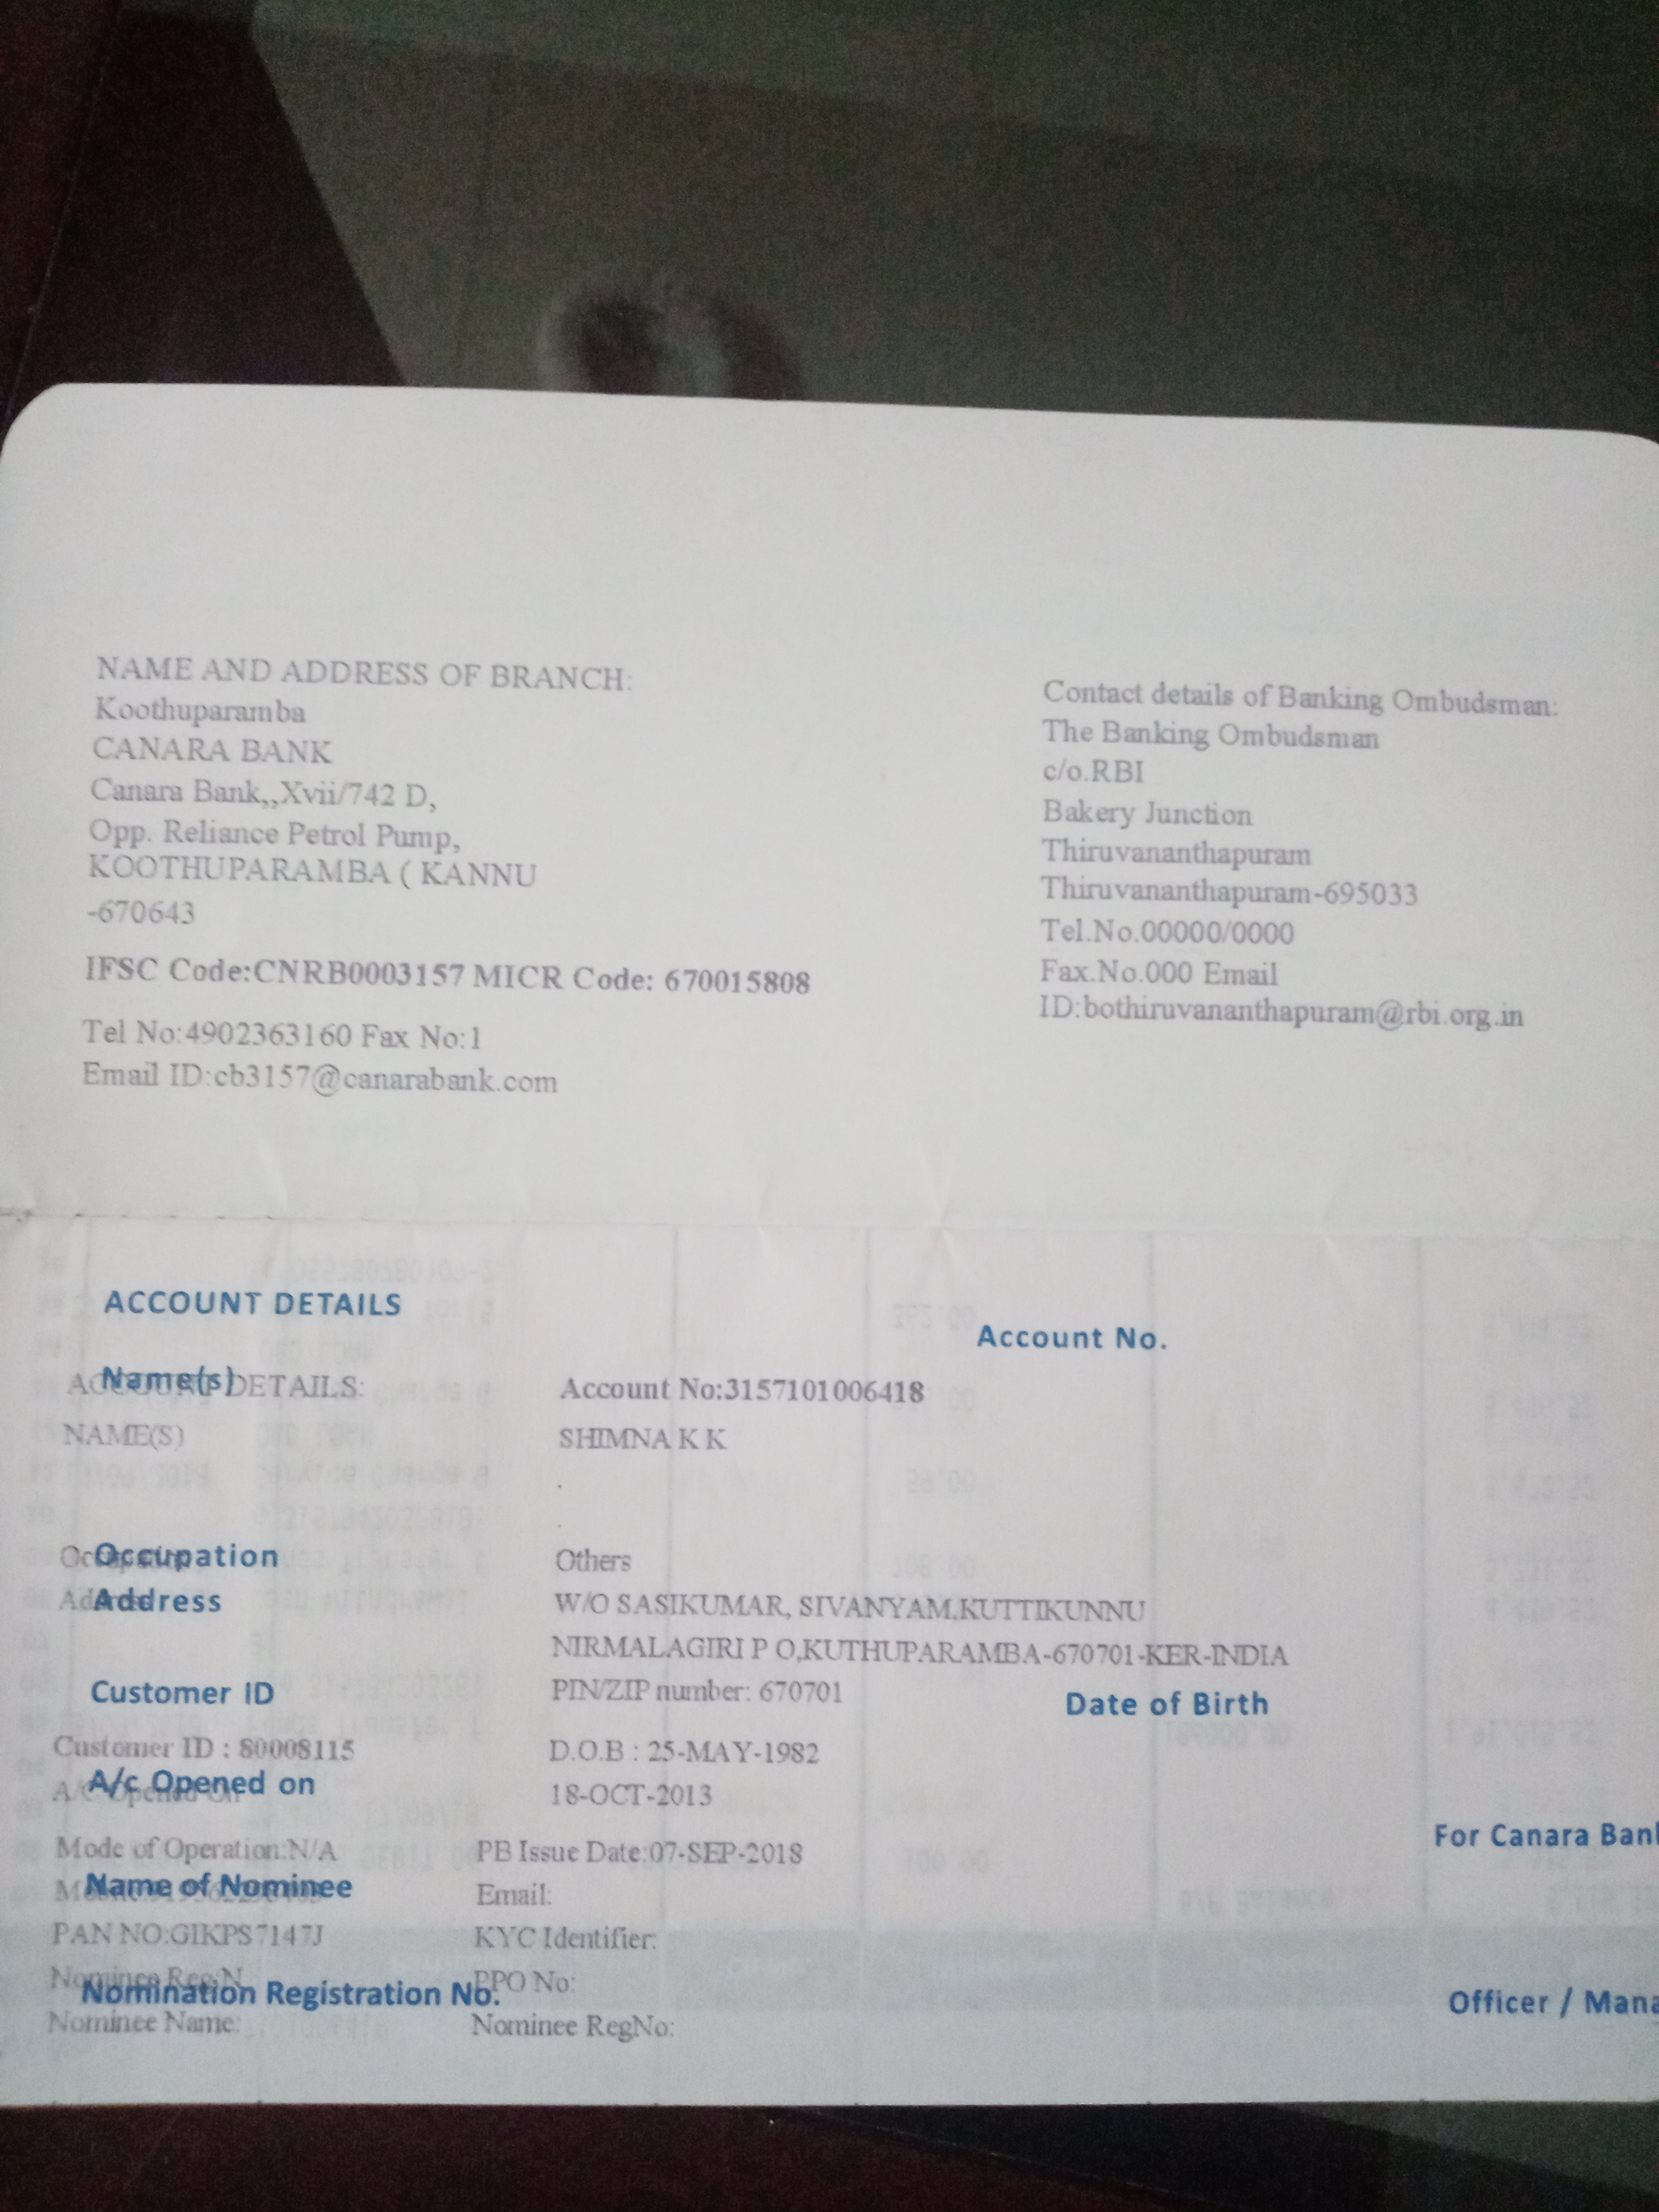 NAME AND ADDRESS OF BRANCH:
Koothuparamba
CANARA BANK
Canara Bank,,Xvii/742 D,
Opp. Reliance Petrol Pump,
KOOTHUPARAMBA ( KANNU
-670643
IFSC Code:CNRB0003157 MICR Code: 670015808
Tel No:4902363160 Fax No:1
Email ID:cb3157@canarabank.com
Contact details of Banking Ombudsman:
The Banking Ombudsman
c/o.RBI
Bakery Junction
Thiruvananthapuram
Thiruvananthapuram-695033
Tel.No.00000/0000
Fax.No.000 Email
ID:bothiruvananthapuram@rbi.org.in
ACCOUNT DETAILS
Account No.
Name(s)
ACCOUNT DETAILS: Account No:3157101006418
NAME(S) SHIMNA K K
Occupation
Occupation Others
Address
Address W/O SASIKUMAR, SIVANYAM,KUTTIKUNNU
NIRMALAGIRI P O,KUTHUPARAMBA-670701-KER-INDIA
Customer ID
PIN/ZIP number: 670701
Date of Birth
Customer ID : 80008115 D.O.B : 25-MAY-1982
A/c Opened on
A/C Opened On 18-OCT-2013
For Canara Bank
Mode of Operation:N/A PB Issue Date:07-SEP-2018
Name of Nominee
Email:
PAN NO:GIKPS7147J KYC Identifier:
Nominee Reg:N PPO No:
Nomination Registration No.
Officer / Mana
Nominee Name: Nominee RegNo: